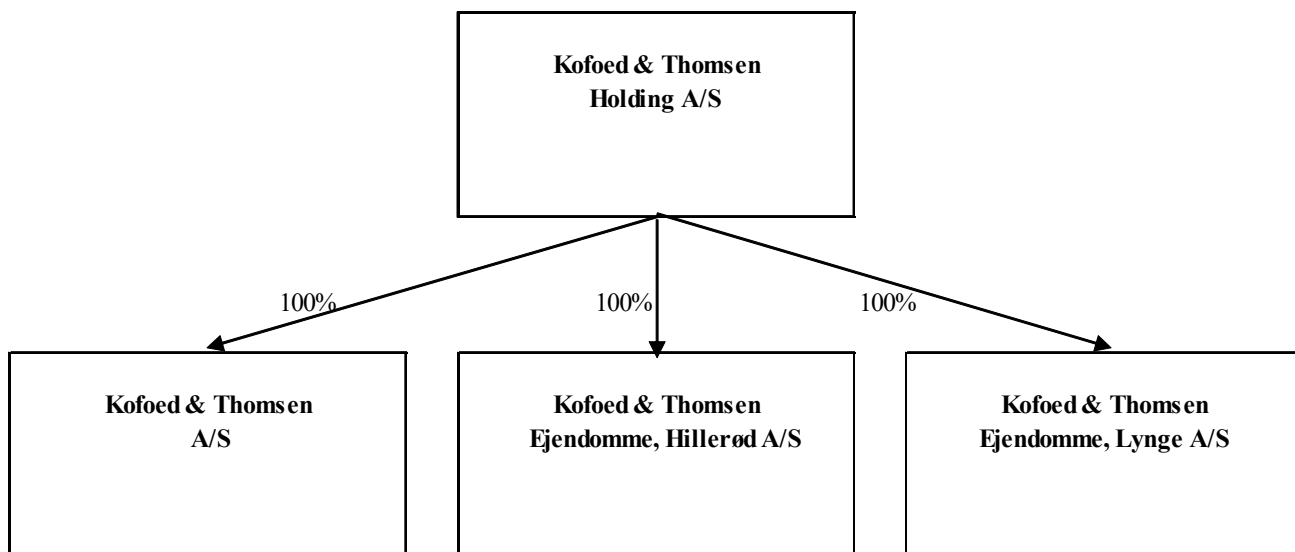 Kofoed & Thomsen
Holding A/S
100%
100%
100%
Kofoed & Thomsen
A/S
Kofoed & Thomsen
Ejendomme, Hillerød A/S
Kofoed & Thomsen
Ejendomme, Lynge A/S